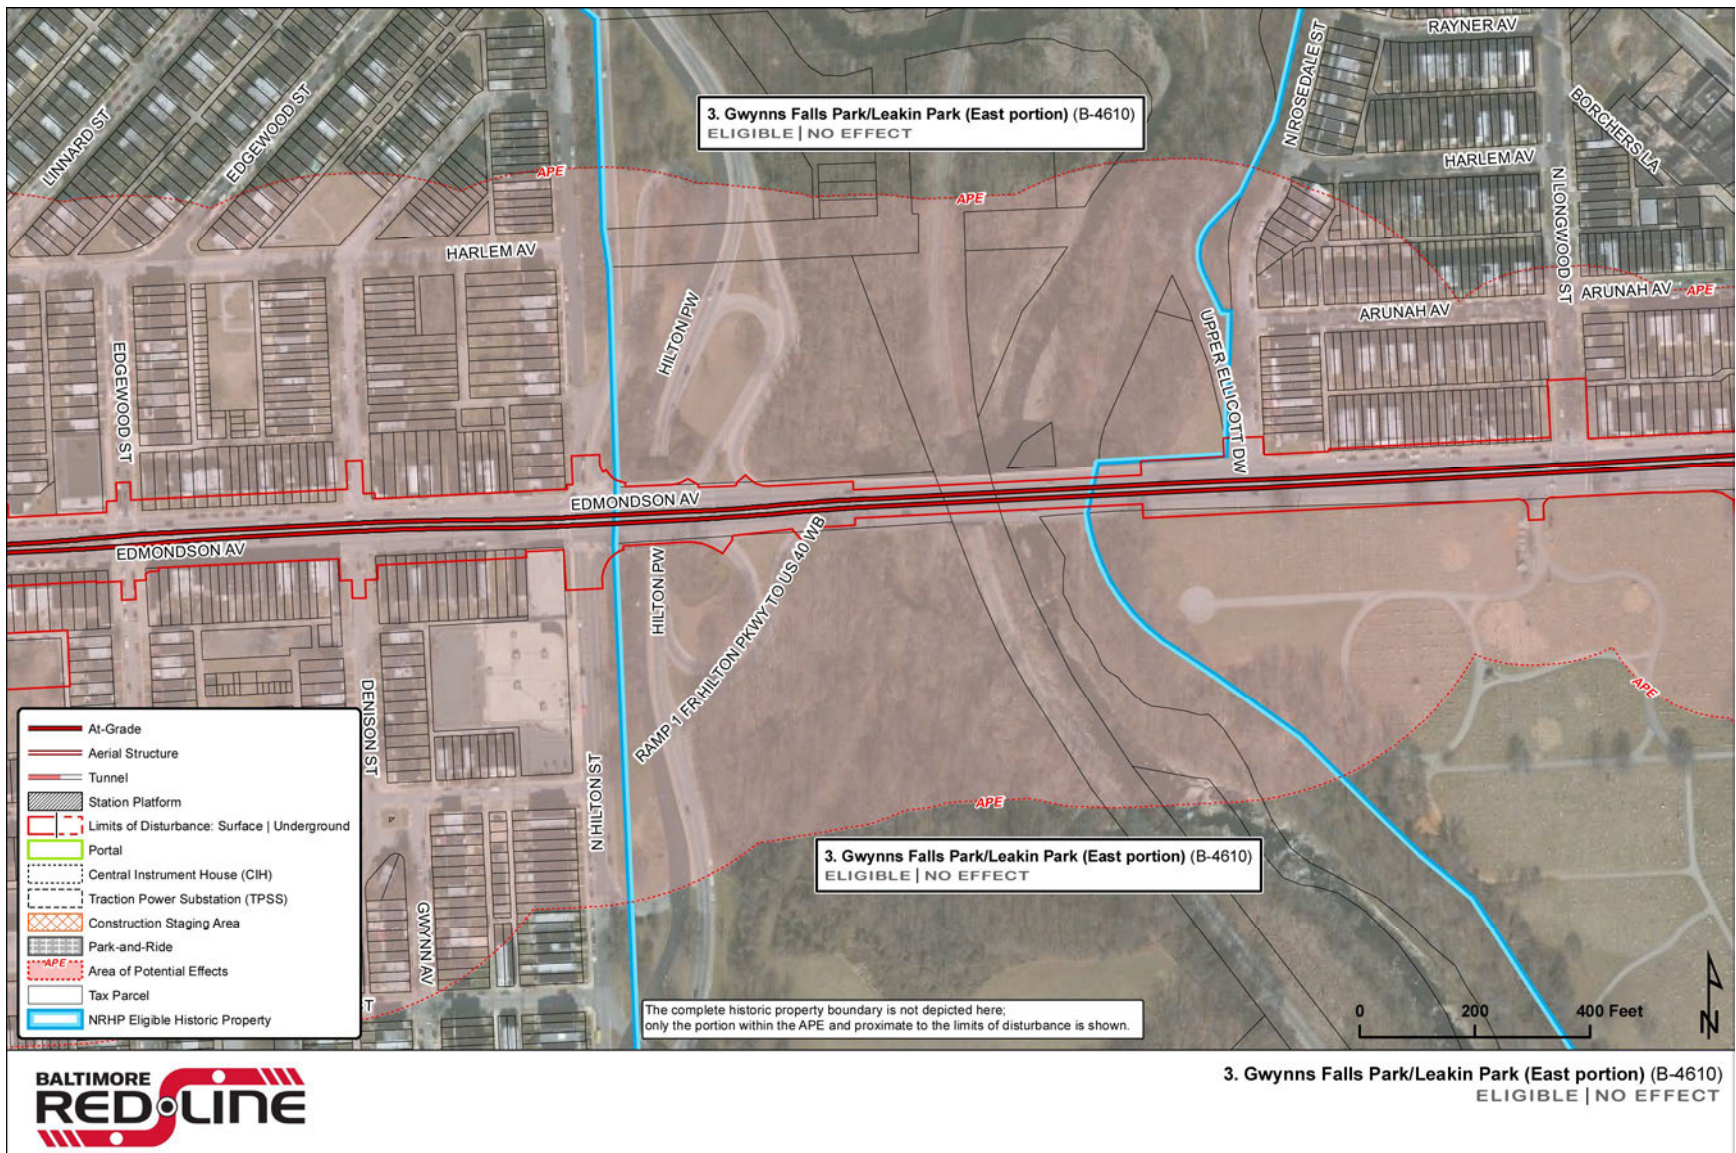 RAYNER AV
N ROSEDALE ST
BORCHERS LA
LINNARD ST
EDGEWOOD ST
3. Gwynns Falls Park/Leakin Park (East portion) (B-4610)
ELIGIBLE | NO EFFECT
HARLEM AV
APE
APE
N LONGWOOD ST
HARLEM AV
HILTON PW
ARUNAH AV
APE
ARUNAH AV
UPPER ELLICOTT DW
EDGEWOOD ST
EDMONDSON AV
EDMONDSON AV
HILTON PW
RAMP 1 FR HILTON PKWY TO US 40 WB
DENISON ST
N HILTON ST
APE
APE
GWYNN AV
T
3. Gwynns Falls Park/Leakin Park (East portion) (B-4610)
ELIGIBLE | NO EFFECT
At-Grade
Aerial Structure
Tunnel
Station Platform
Limits of Disturbance: Surface | Underground
Portal
Central Instrument House (CIH)
Traction Power Substation (TPSS)
Construction Staging Area
Park-and-Ride
APE
Area of Potential Effects
Tax Parcel
NRHP Eligible Historic Property
The complete historic property boundary is not depicted here;
only the portion within the APE and proximate to the limits of disturbance is shown.
0 200 400 Feet
N
BALTIMORE
RED LINE
3. Gwynns Falls Park/Leakin Park (East portion) (B-4610)
ELIGIBLE | NO EFFECT